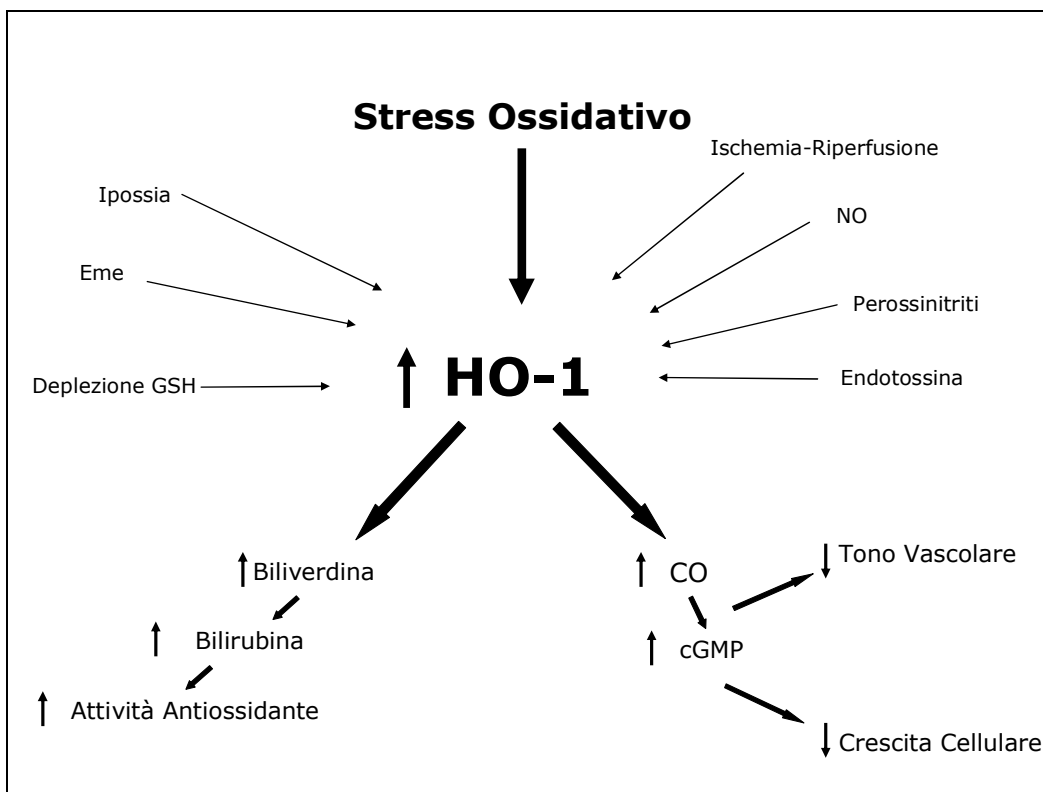 Stress Ossidativo
Ischemia-Riperfusione
Ipossia
NO
Eme
Perossinitriti
HO-1
Deplezione GSH
Endotossina
Biliverdina
CO
Tono Vascolare
Bilirubina
cGMP
Attività Antiossidante
Crescita Cellulare